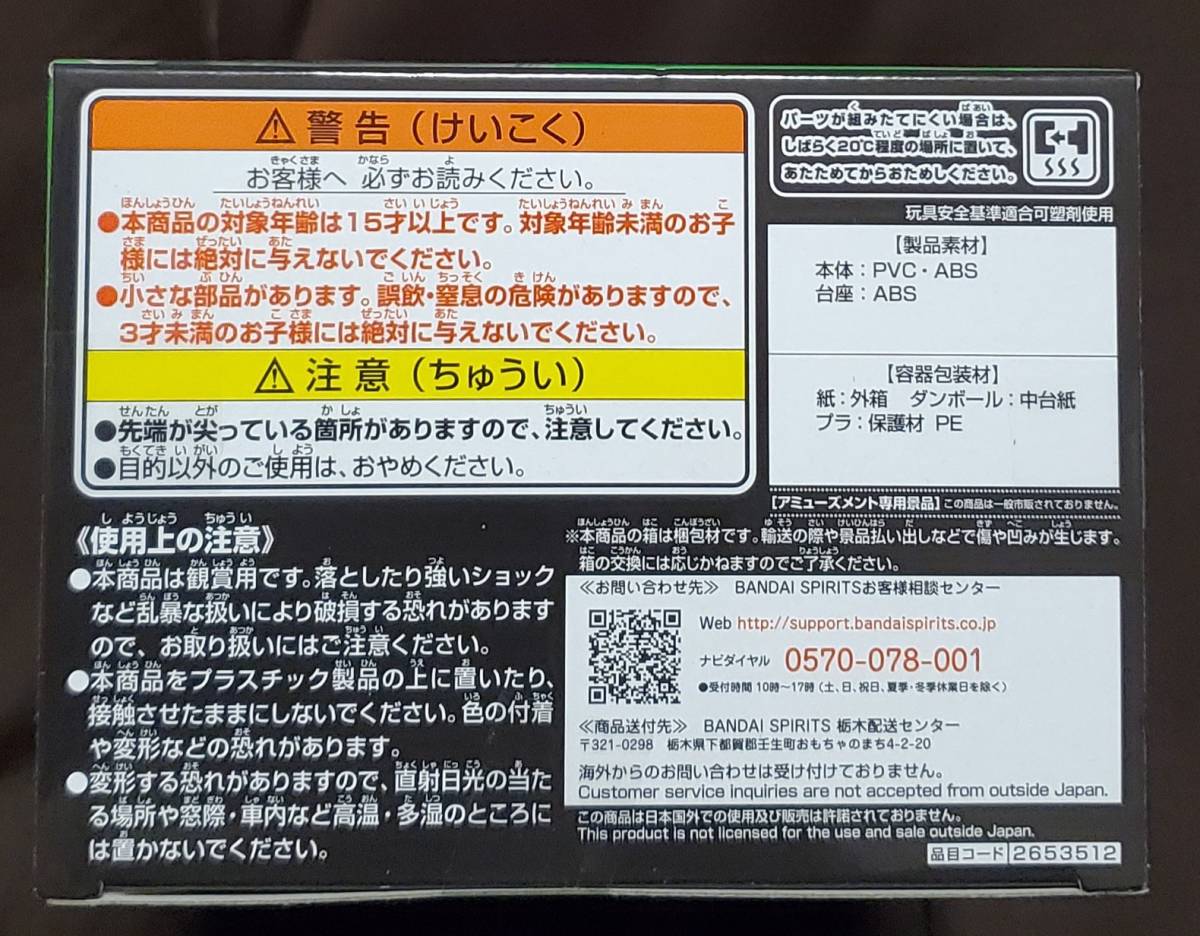 ⚠警告（けいこく）
お客様へ 必ずお読みください。
●本商品の対象年齢は15才以上です。対象年齢未満のお子
様には絶対に与えないでください。
●小さな部品があります。誤飲・窒息の危険がありますので、
3才未満のお子様には絶対に与えないでください。
⚠注意（ちゅうい）
●先端が尖っている箇所がありますので、注意してください。
●目的以外のご使用は、おやめください。
《使用上の注意》
●本商品は観賞用です。落としたり強いショック
など乱暴な扱いにより破損する恐れがあります
ので、お取り扱いにはご注意ください。
●本商品をプラスチック製品の上に置いたり、
接触させたままにしないでください。色の付着
や変形などの恐れがあります。
●変形する恐れがありますので、直射日光の当た
る場所や窓際・車内など高温・多湿のところに
は置かないでください。
パーツが組みたてにくい場合は、
しばらく20℃程度の場所に置いて、
あたためてからおためしください。
玩具安全基準適合可塑剤使用
【製品素材】
本体：PVC・ABS
台座：ABS
【容器包装材】
紙：外箱 ダンボール：中台紙
プラ：保護材 PE
【アミューズメント専用景品】この商品は一般市販されておりません。
※本商品の箱は梱包材です。輸送の際や景品払い出しなどで傷や凹みが生じます。
箱の交換には応じかねますのでご了承ください。
≪お問い合わせ先≫ BANDAI SPIRITSお客様相談センター
Web http://support.bandaispirits.co.jp
ナビダイヤル 0570-078-001
●受付時間 10時～17時（土、日、祝日、夏季・冬季休業日を除く）
≪商品送付先≫ BANDAI SPIRITS 栃木配送センター
〒321-0298 栃木県下都賀郡壬生町おもちゃのまち4-2-20
海外からのお問い合わせは受け付けておりません。
Customer service inquiries are not accepted from outside Japan.
この商品は日本国外での使用及び販売は許諾されておりません。
This product is not licensed for the use and sale outside Japan.
品目コード 2653512